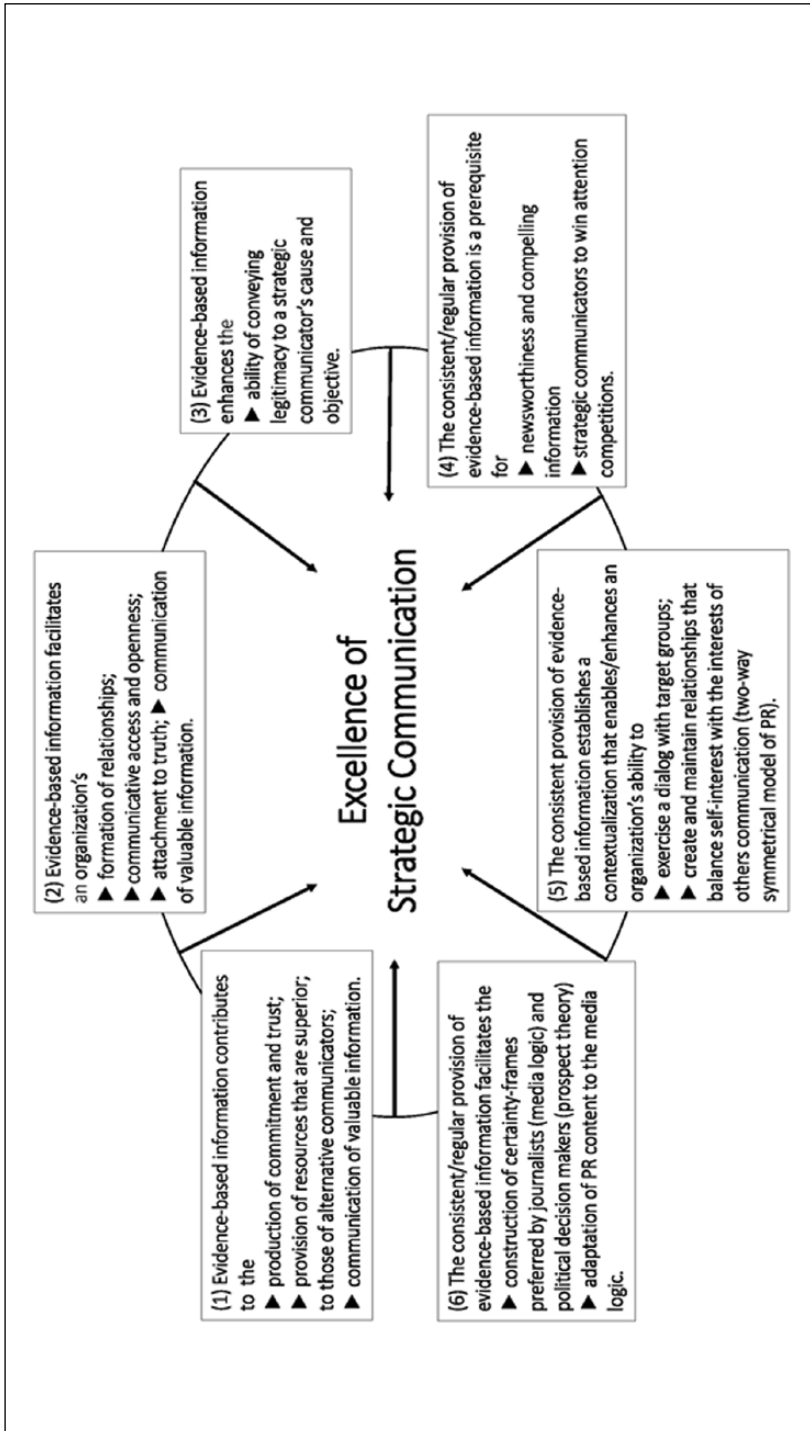 (1) Evidence-based information contributes
to the
▶ production of commitment and trust;
▶ provision of resources that are superior;
to those of alternative communicators;
▶ communication of valuable information.
(2) Evidence-based information facilitates
an organization's
▶ formation of relationships;
▶ communicative access and openness;
▶ attachment to truth; ▶ communication
of valuable information.
(3) Evidence-based information
enhances the
▶ ability of conveying
legitimacy to a strategic
communicator's cause and
objective.
Excellence of
Strategic Communication
(4) The consistent/regular provision of
evidence-based information is a prerequisite
for
▶ newsworthiness and compelling
information
▶ strategic communicators to win attention
competitions.
(5) The consistent provision of evidence-
based information establishes a
contextualization that enables/enhances an
organization's ability to
▶ exercise a dialog with target groups;
▶ create and maintain relationships that
balance self-interest with the interests of
others communication (two-way
symmetrical model of PR).
(6) The consistent/regular provision of
evidence-based information facilitates the
▶ construction of certainty-frames
preferred by journalists (media logic) and
political decision makers (prospect theory)
▶ adaptation of PR content to the media
logic.